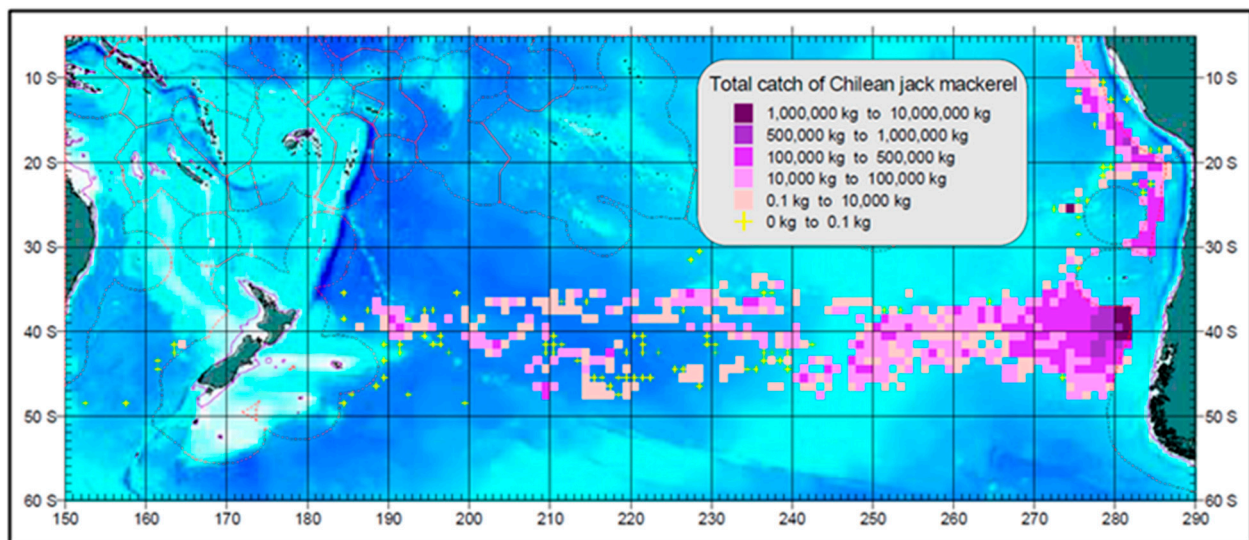 Total catch of Chilean jack mackerel
1,000,000 kg to 10,000,000 kg
500,000 kg to 1,000,000 kg
100,000 kg to 500,000 kg
10,000 kg to 100,000 kg
0.1 kg to 10,000 kg
0 kg to 0.1 kg
10 S 10 S
20 S 20 S
30 S 30 S
40 S 40 S
50 S 50 S
60 S 60 S
150 160 170 180 190 200 210 220 230 240 250 260 270 280 290